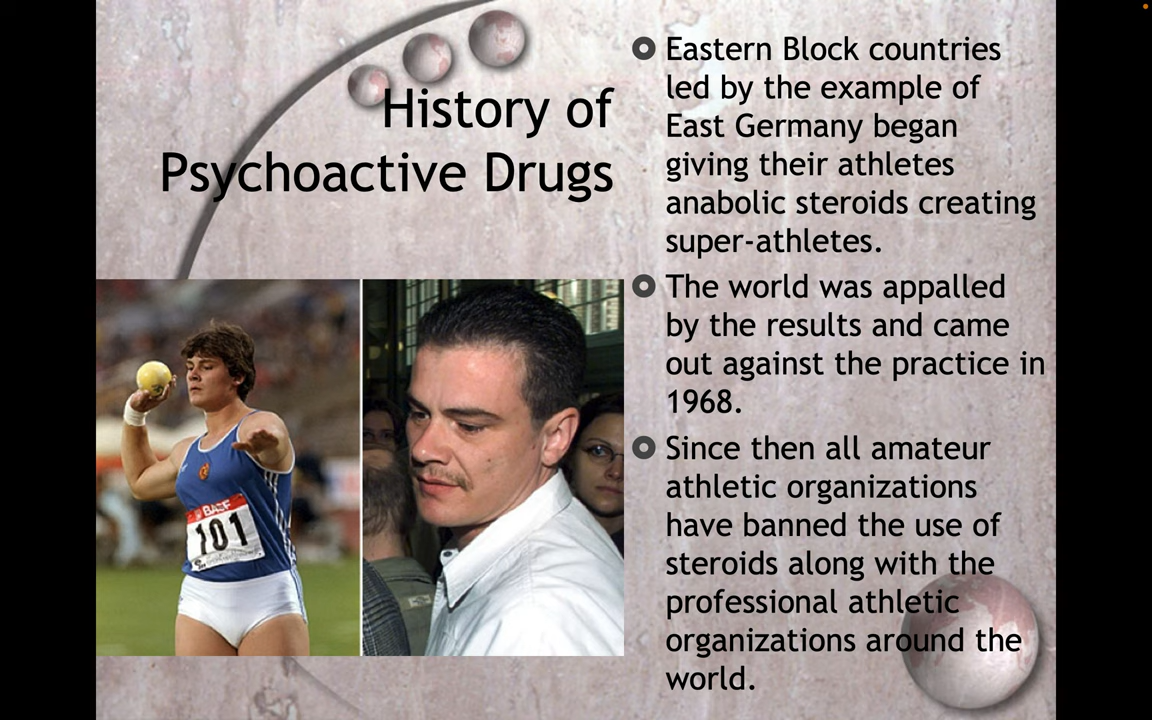 History of
Psychoactive Drugs
Eastern Block countries
led by the example of
East Germany began
giving their athletes
anabolic steroids creating
super-athletes.
The world was appalled
by the results and came
out against the practice in
1968.
Since then all amateur
athletic organizations
have banned the use of
steroids along with the
professional athletic
organizations around the
world.
BASF
101